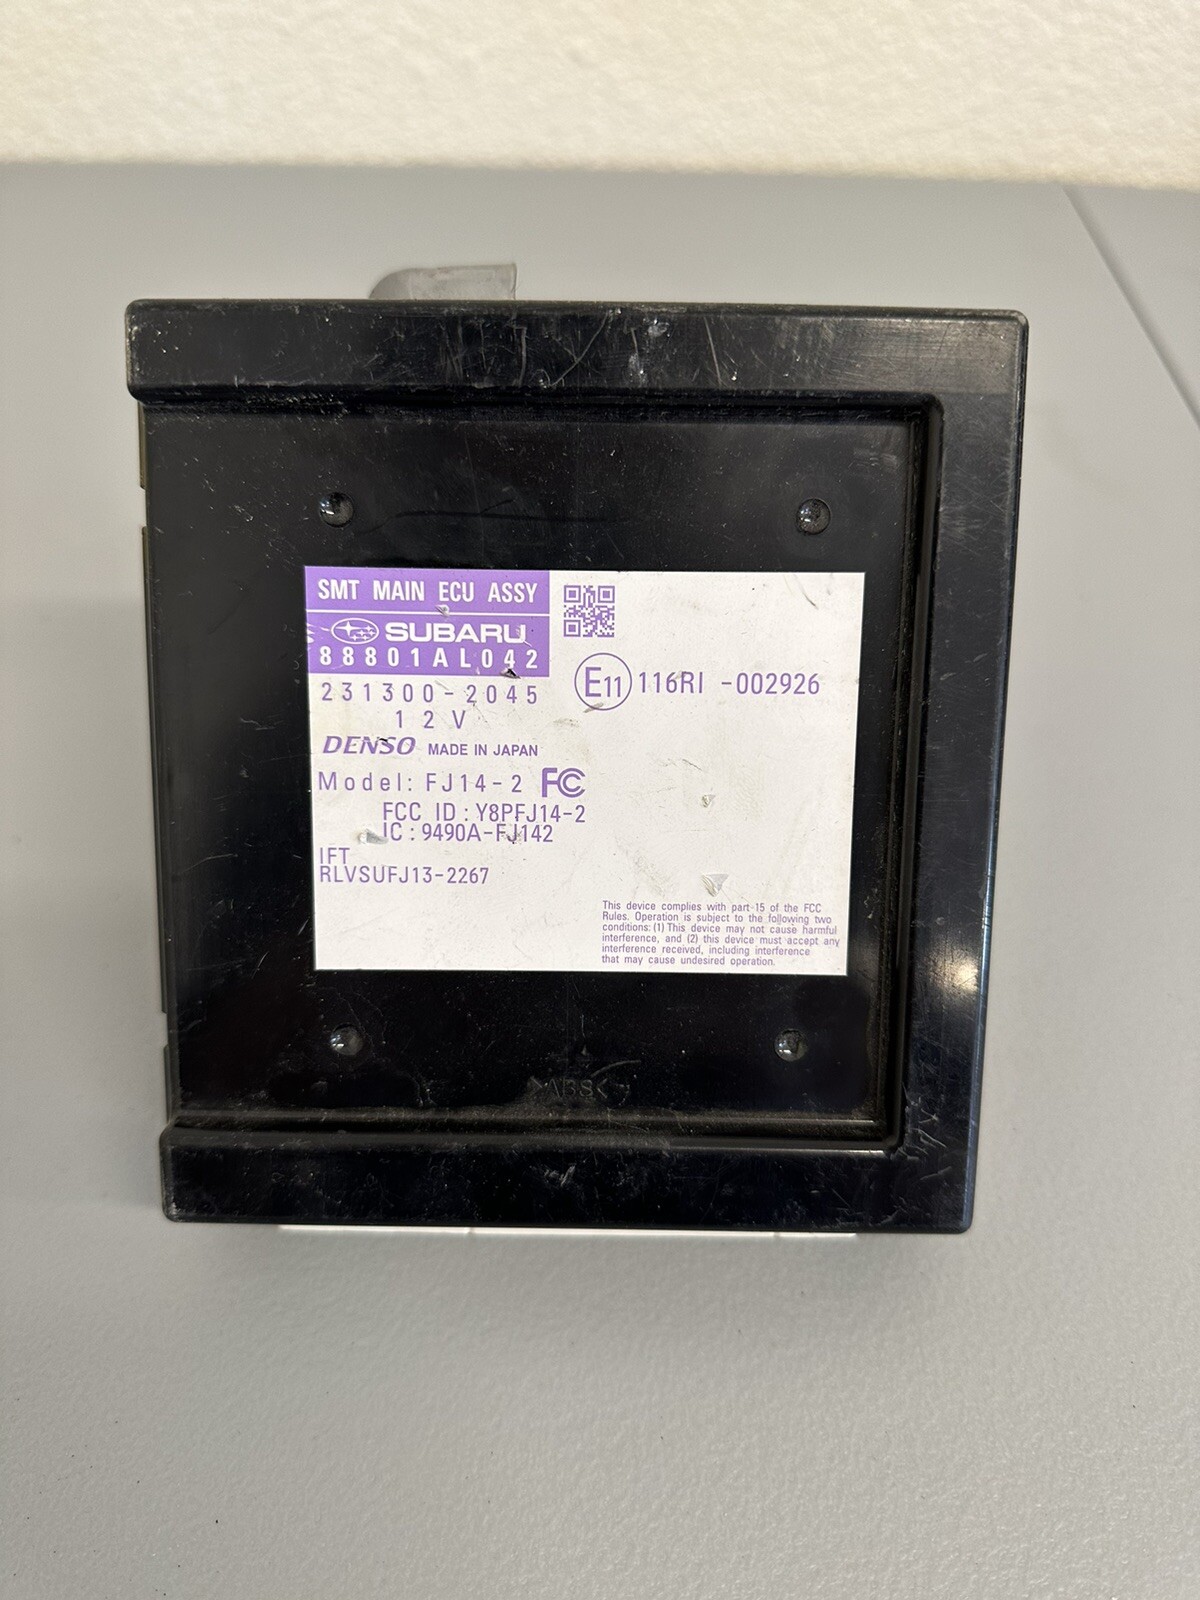 SMT MAIN ECU ASSY
SUBARU
88801AL042
231300-2045
12V
DENSO MADE IN JAPAN
Model: FJ14-2 FC
FCC ID : Y8PFJ14-2
IC : 9490A-FJ142
IFT
RLVSUFJ13-2267
E11 116RI -002926
This device complies with part 15 of the FCC
Rules. Operation is subject to the following two
conditions: (1) This device may not cause harmful
interference, and (2) this device must accept any
interference received, including interference
that may cause undesired operation.
>ABS<